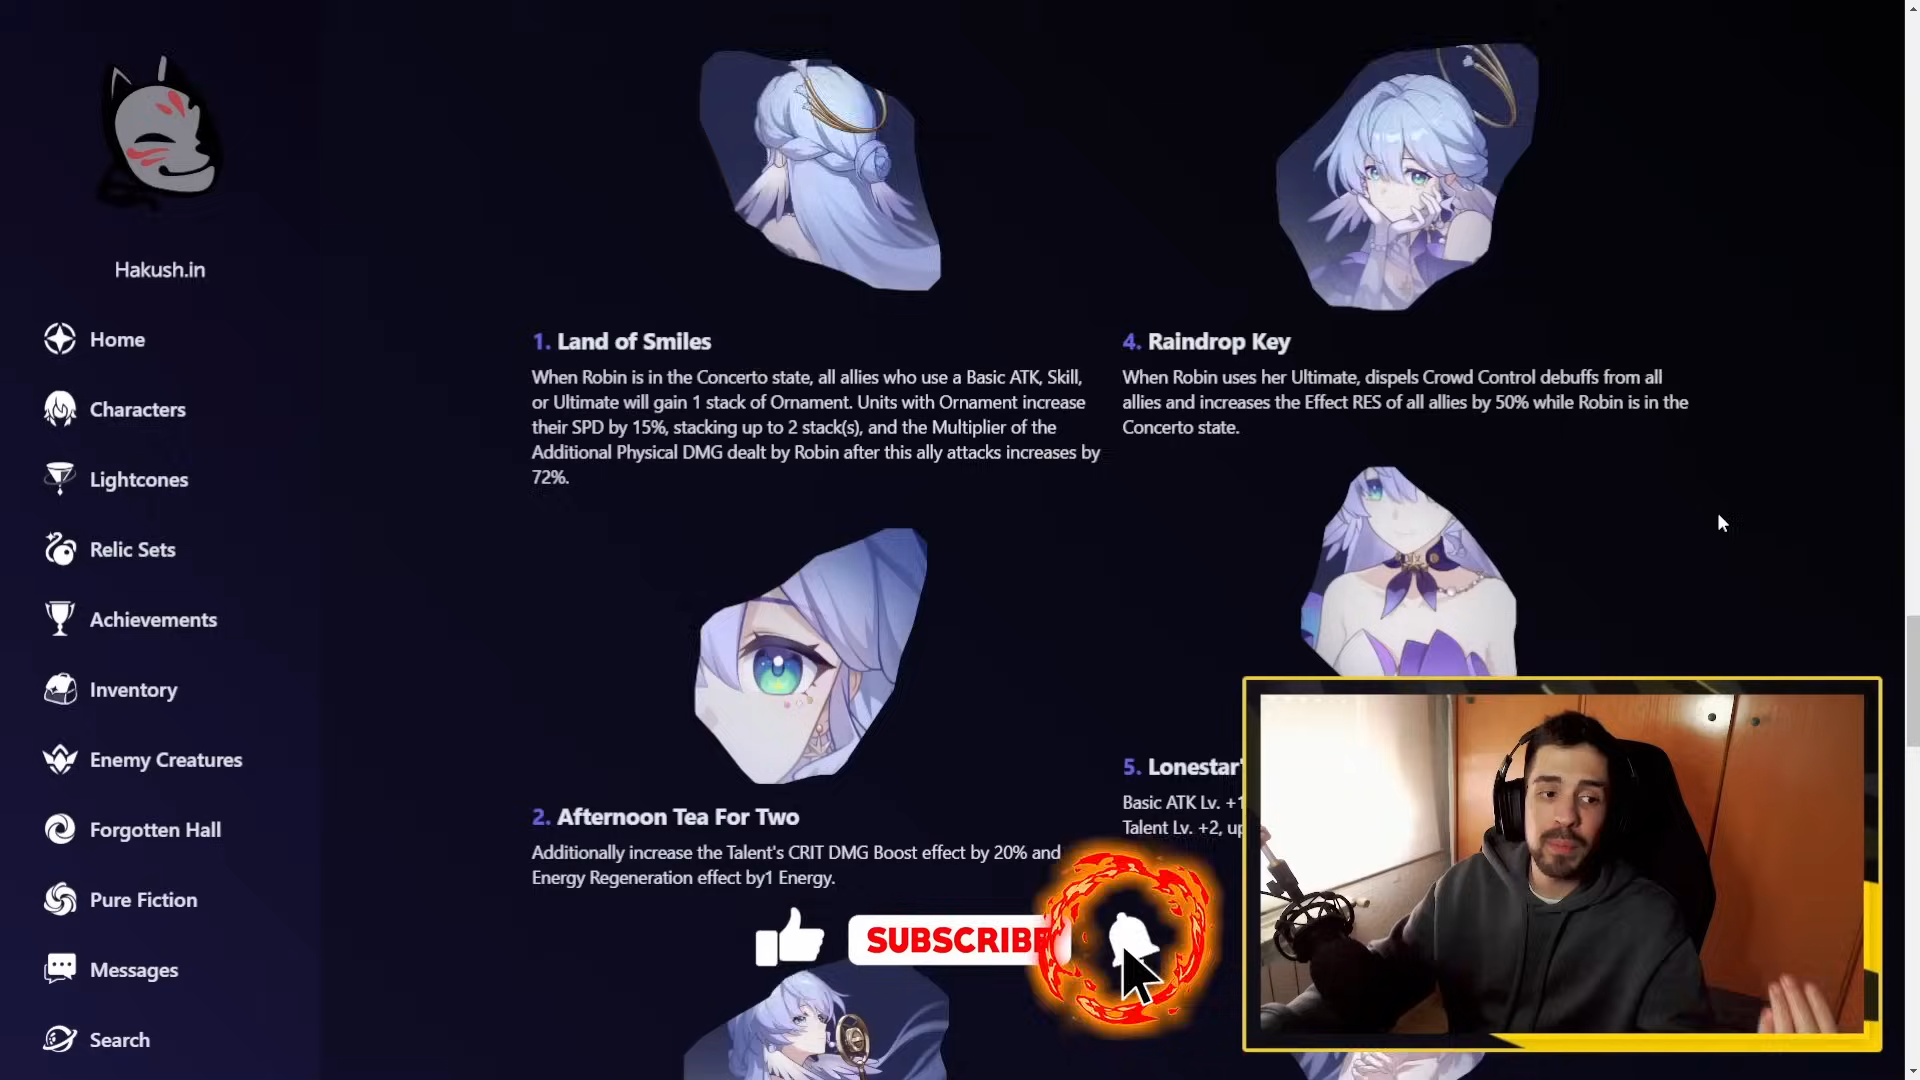 Hakush.in
Home
Characters
Lightcones
Relic Sets
Achievements
Inventory
Enemy Creatures
Forgotten Hall
Pure Fiction
Messages
Search
1. Land of Smiles
When Robin is in the Concerto state, all allies who use a Basic ATK, Skill,
or Ultimate will gain 1 stack of Ornament. Units with Ornament increase
their SPD by 15%, stacking up to 2 stack(s), and the Multiplier of the
Additional Physical DMG dealt by Robin after this ally attacks increases by
72%.
2. Afternoon Tea For Two
Additionally increase the Talent's CRIT DMG Boost effect by 20% and
Energy Regeneration effect by1 Energy.
4. Raindrop Key
When Robin uses her Ultimate, dispels Crowd Control debuffs from all
allies and increases the Effect RES of all allies by 50% while Robin is in the
Concerto state.
5. Lonestar'
Basic ATK Lv. +1
Talent Lv. +2, up
SUBSCRIBE